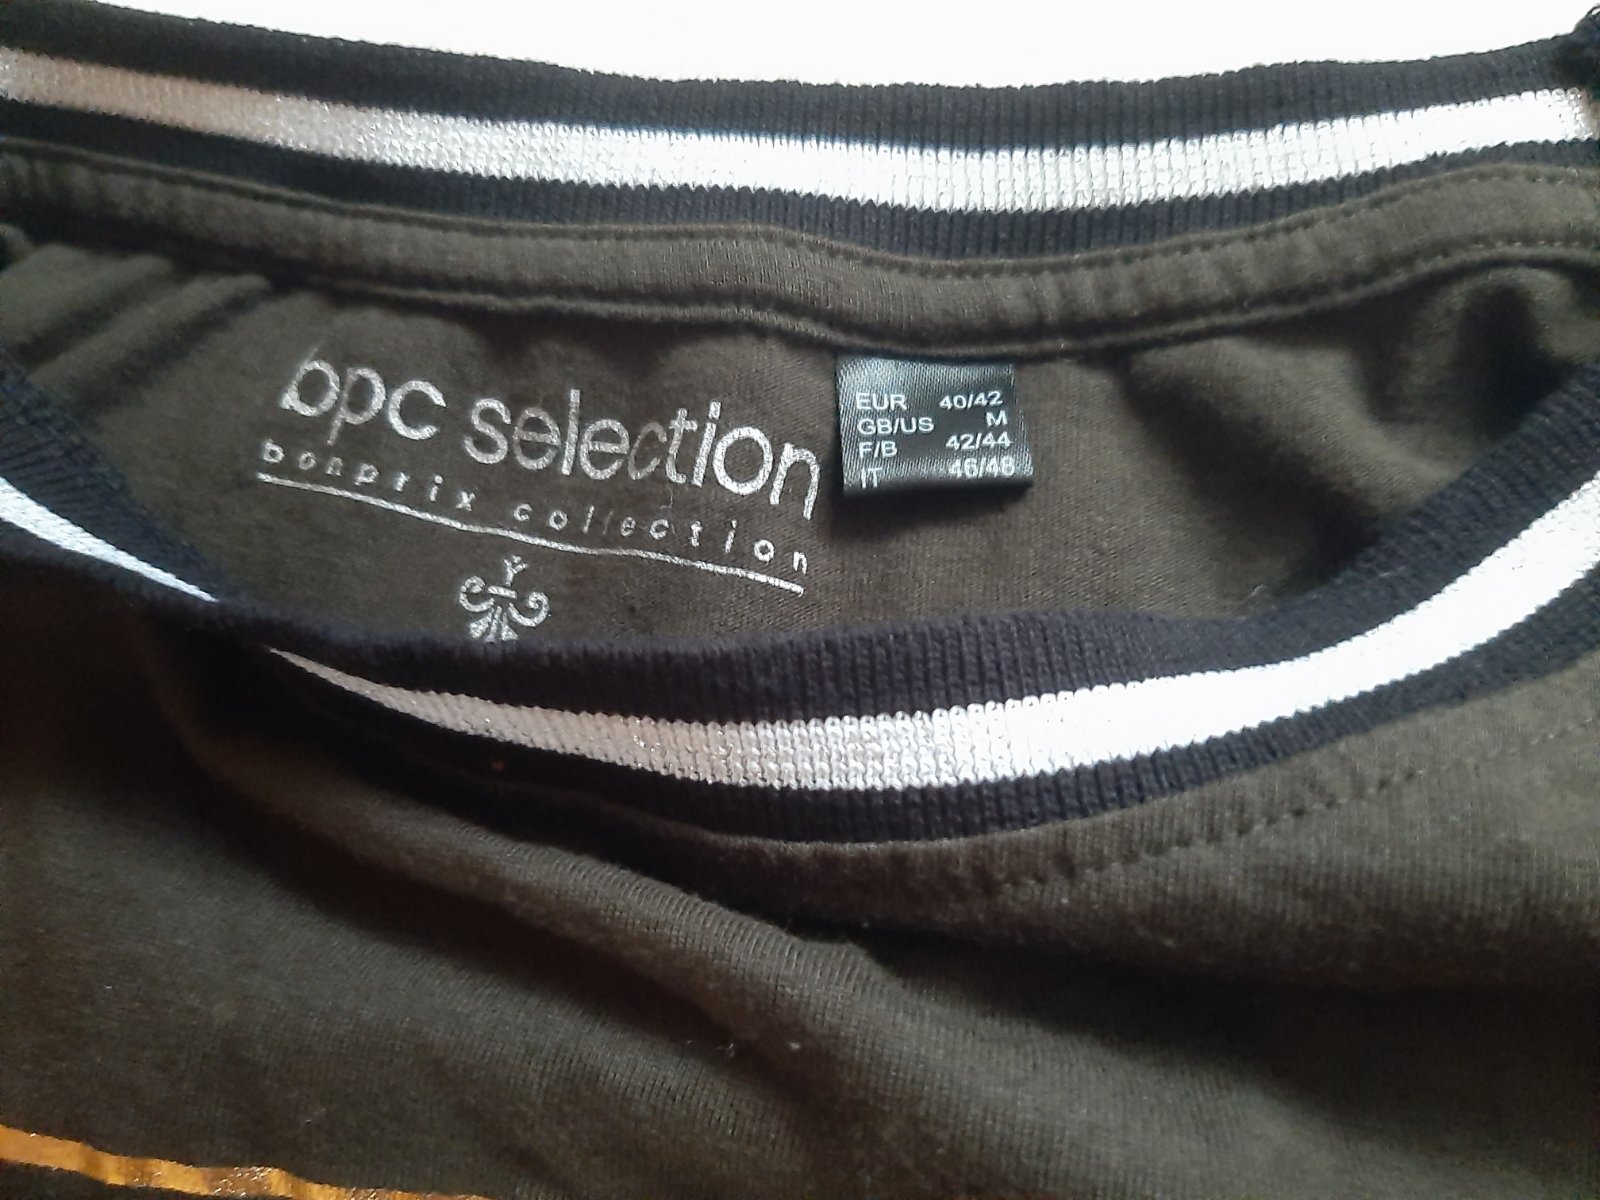 bpc selection
bonprix collection
EUR 40/42
GB/US M
F/B 42/44
IT 46/48